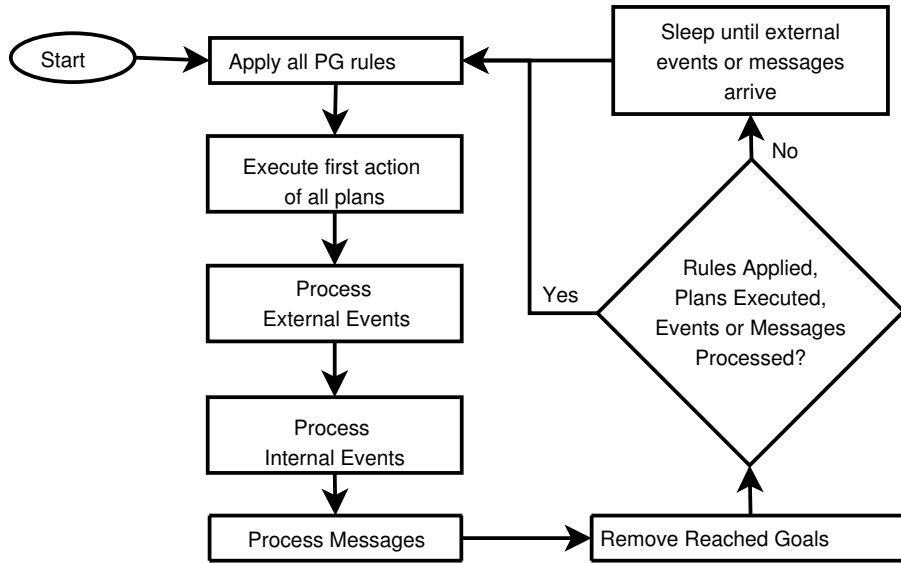 Start
Apply all PG rules
Execute first action
of all plans
Process
External Events
Process
Internal Events
Process Messages
Remove Reached Goals
Rules Applied,
Plans Executed,
Events or Messages
Processed?
Yes
No
Sleep until external
events or messages
arrive